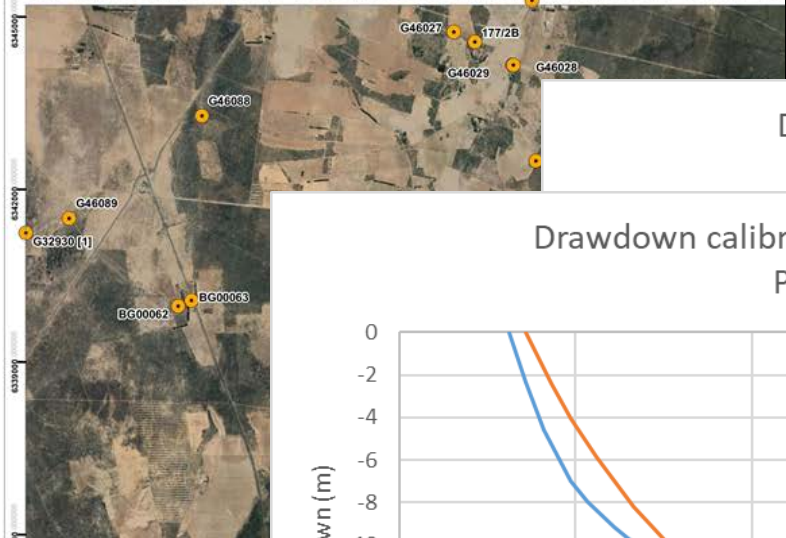 6345000
G46027
177/2B
G46029
G46028
G46088
D
6342000
G46089
G32930 [1]
Drawdown calibr
P
BG00063
BG00062
0
6339000
-2
-4
-6
wn (m)
-8